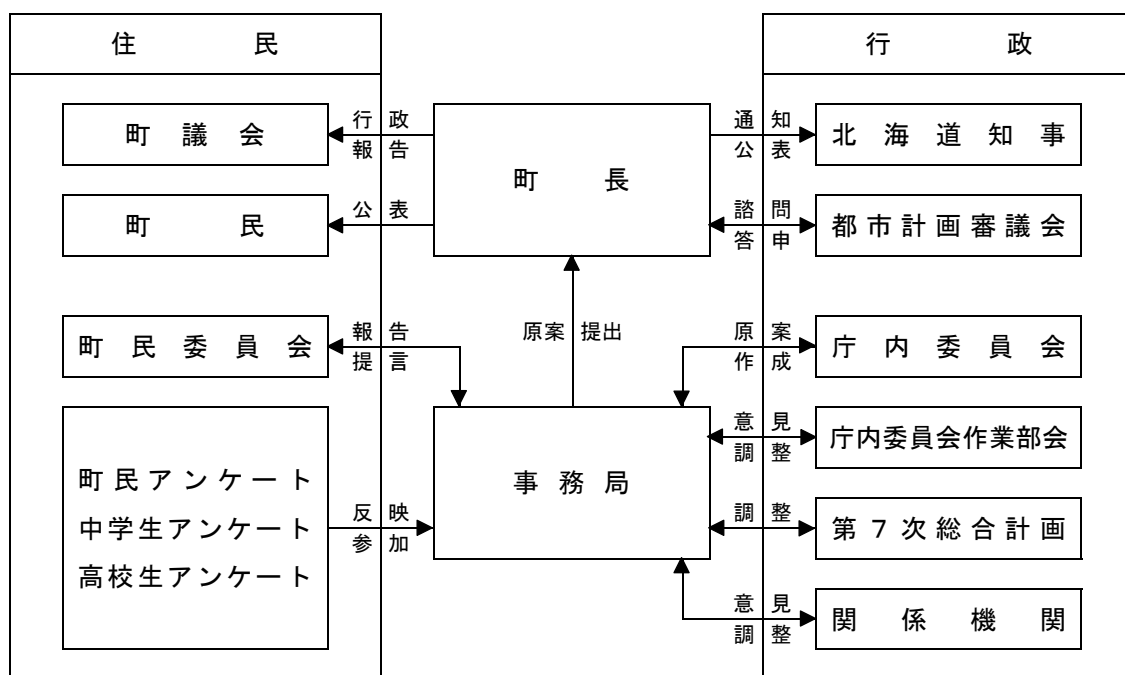 住民
行政
町議会
行政
報告
町長
通知
公表
北海道知事
町民
公表
諮問
答申
都市計画審議会
町民委員会
報告
提言
原案提出
原案
作成
庁内委員会
町民アンケート
中学生アンケート
高校生アンケート
反映
参加
事務局
意見
調整
庁内委員会作業部会
調整
第7次総合計画
意見
調整
関係機関